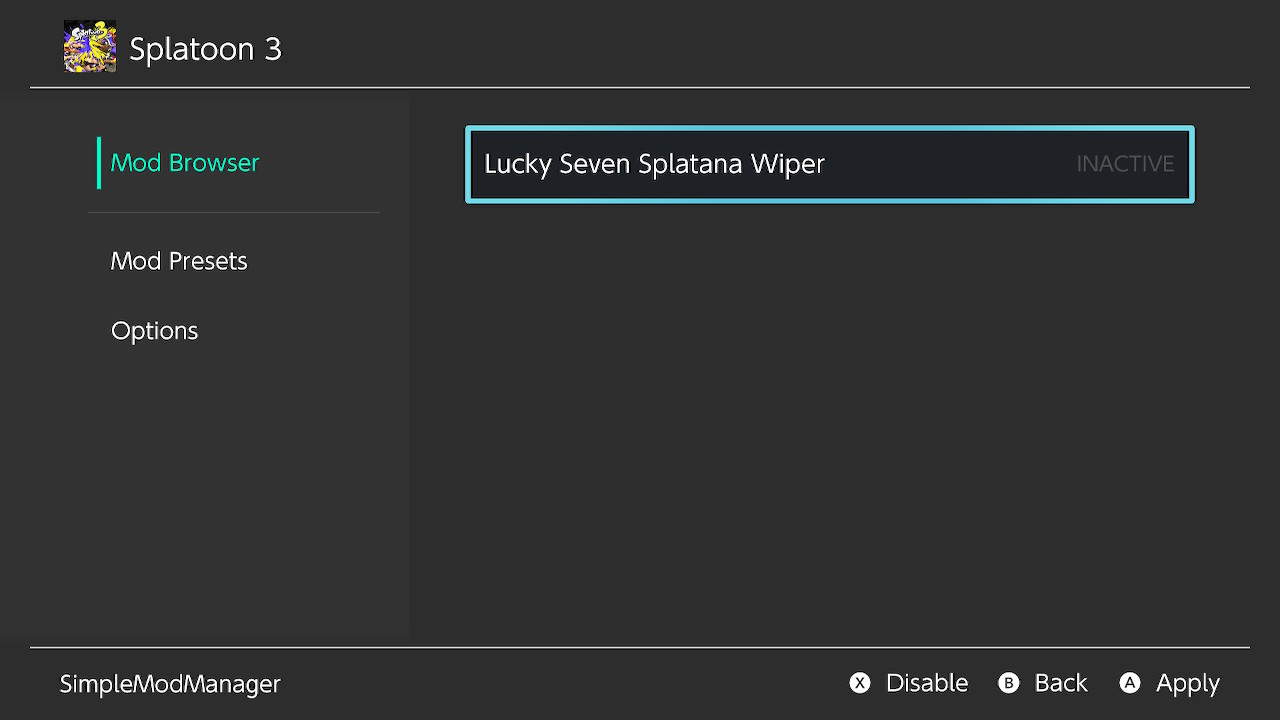 Splatoon 3
Mod Browser
Mod Presets
Options
Lucky Seven Splatana Wiper INACTIVE
SimpleModManager
X Disable B Back A Apply